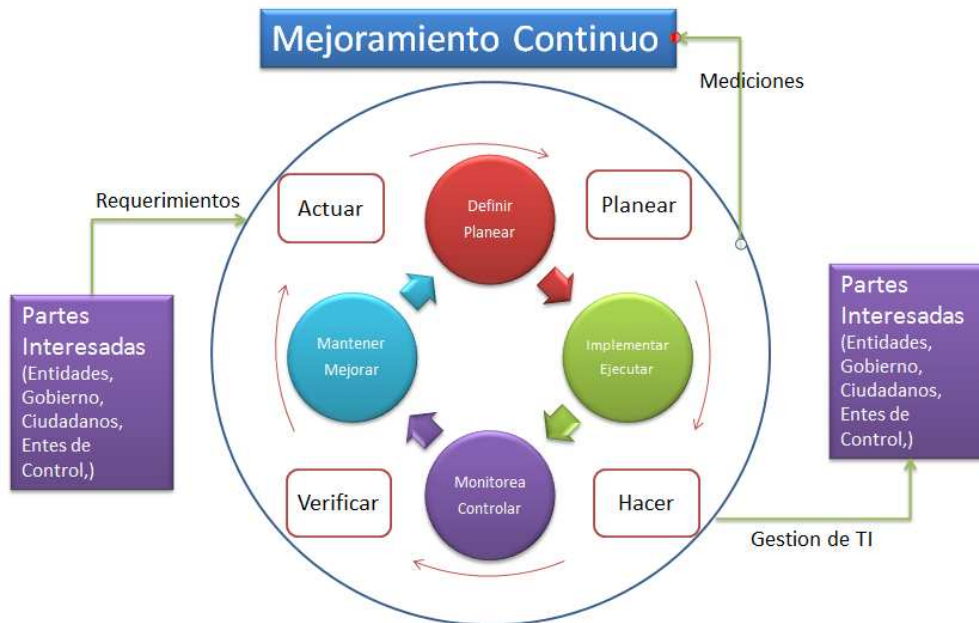 Mejoramiento Continuo
Mediciones
Requerimientos
Actuar
Definir
Planear
Planear
Partes
Interesadas
(Entidades,
Gobierno,
Ciudadanos,
Entes de
Control,)
Mantener
Mejorar
Implementar
Ejecutar
Partes
Interesadas
(Entidades,
Gobierno,
Ciudadanos,
Entes de
Control,)
Verificar
Monitorea
Controlar
Hacer
Gestion de TI